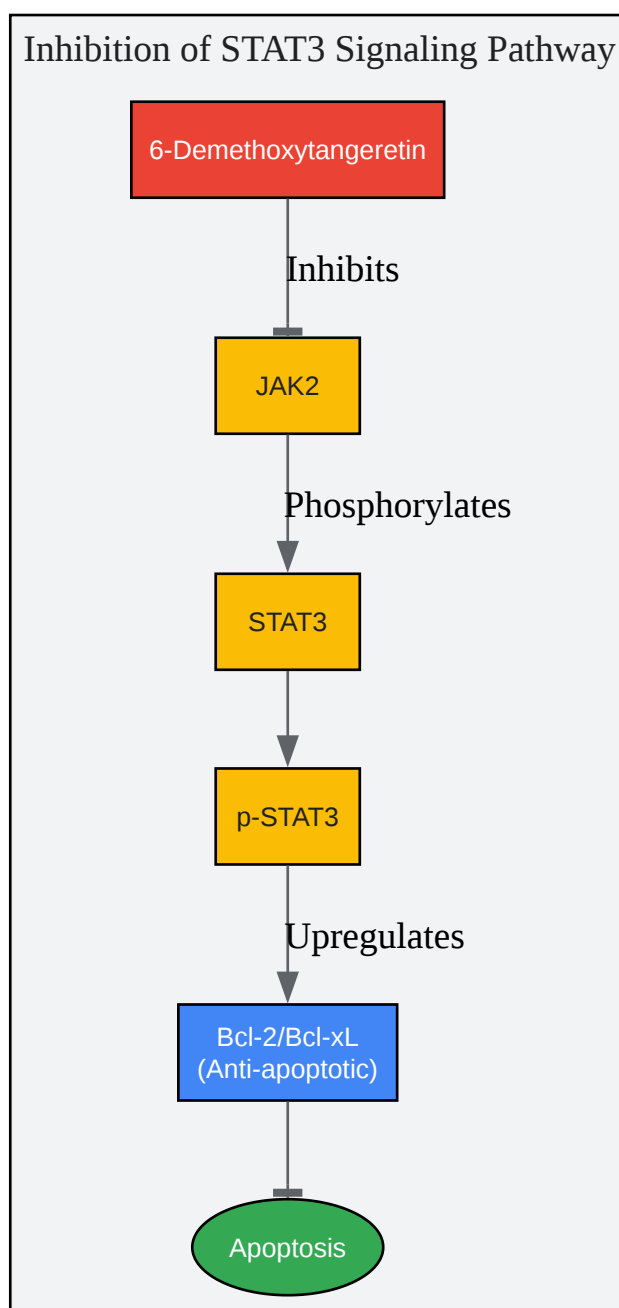 Inhibition of STAT3 Signaling Pathway
6-Demethoxytangeretin
Inhibits
JAK2
Phosphorylates
STAT3
p-STAT3
Upregulates
Bcl-2/Bcl-xL
(Anti-apoptotic)
Apoptosis